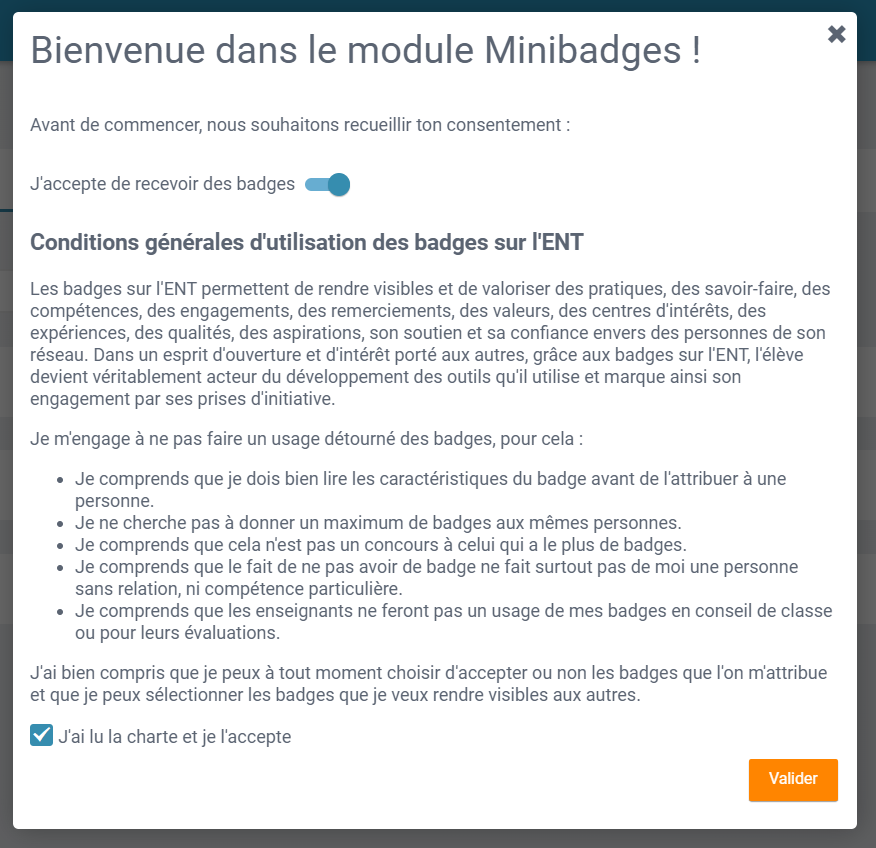 Bienvenue dans le module Minibadges !
Avant de commencer, nous souhaitons recueillir ton consentement :
J'accepte de recevoir des badges
Conditions générales d'utilisation des badges sur l'ENT
Les badges sur l'ENT permettent de rendre visibles et de valoriser des pratiques, des savoir-faire, des
compétences, des engagements, des remerciements, des valeurs, des centres d'intérêts, des
expériences, des qualités, des aspirations, son soutien et sa confiance envers des personnes de son
réseau. Dans un esprit d'ouverture et d'intérêt porté aux autres, grâce aux badges sur l'ENT, l'élève
devient véritablement acteur du développement des outils qu'il utilise et marque ainsi son
engagement par ses prises d'initiative.
Je m'engage à ne pas faire un usage détourné des badges, pour cela :
• Je comprends que je dois bien lire les caractéristiques du badge avant de l'attribuer à une
personne.
• Je ne cherche pas à donner un maximum de badges aux mêmes personnes.
• Je comprends que cela n'est pas un concours à celui qui a le plus de badges.
• Je comprends que le fait de ne pas avoir de badge ne fait surtout pas de moi une personne
sans relation, ni compétence particulière.
• Je comprends que les enseignants ne feront pas un usage de mes badges en conseil de classe
ou pour leurs évaluations.
J'ai bien compris que je peux à tout moment choisir d'accepter ou non les badges que l'on m'attribue
et que je peux sélectionner les badges que je veux rendre visibles aux autres.
J'ai lu la charte et je l'accepte
Valider